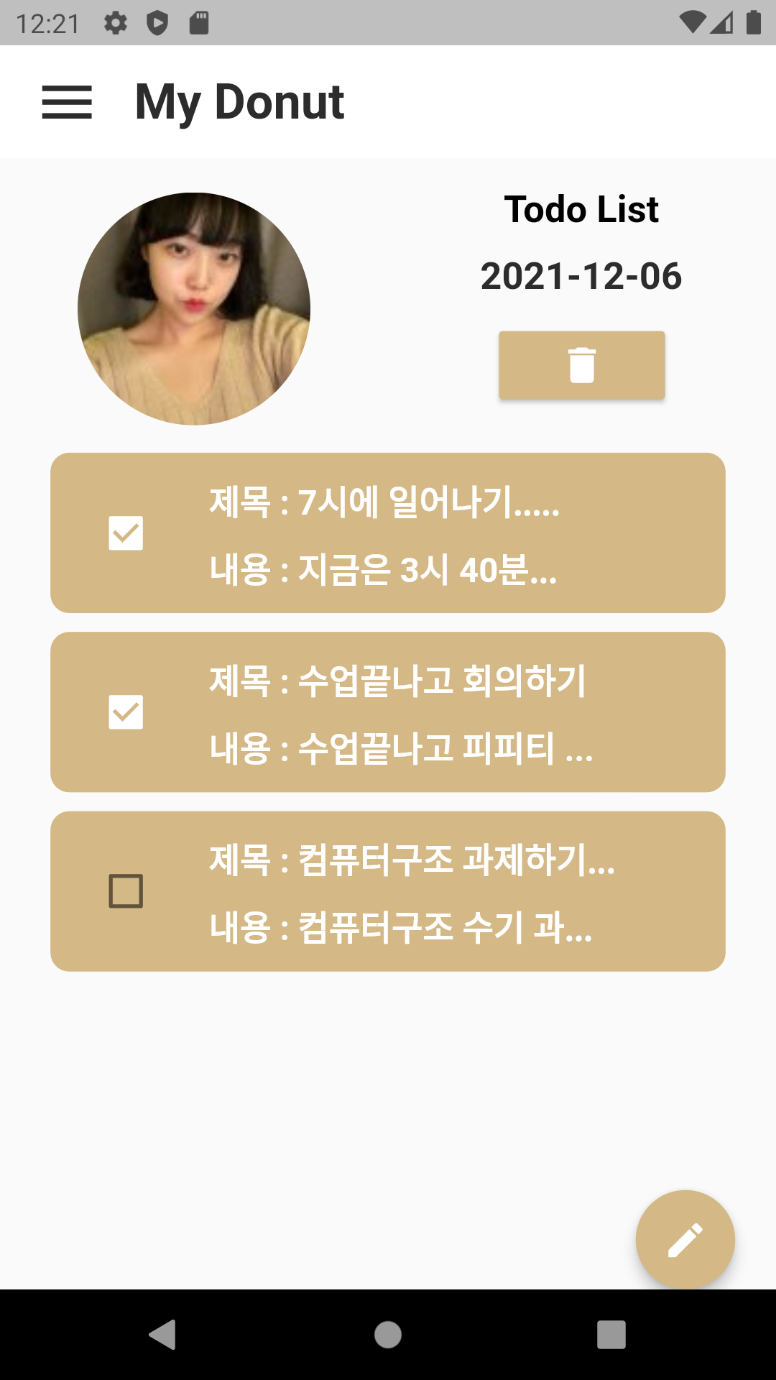 12:21
My Donut
Todo List
2021-12-06
제목 : 7시에 일어나기.....
내용 : 지금은 3시 40분...
제목 : 수업끝나고 회의하기
내용 : 수업끝나고 피피티 ...
제목 : 컴퓨터구조 과제하기...
내용 : 컴퓨터구조 수기 과...